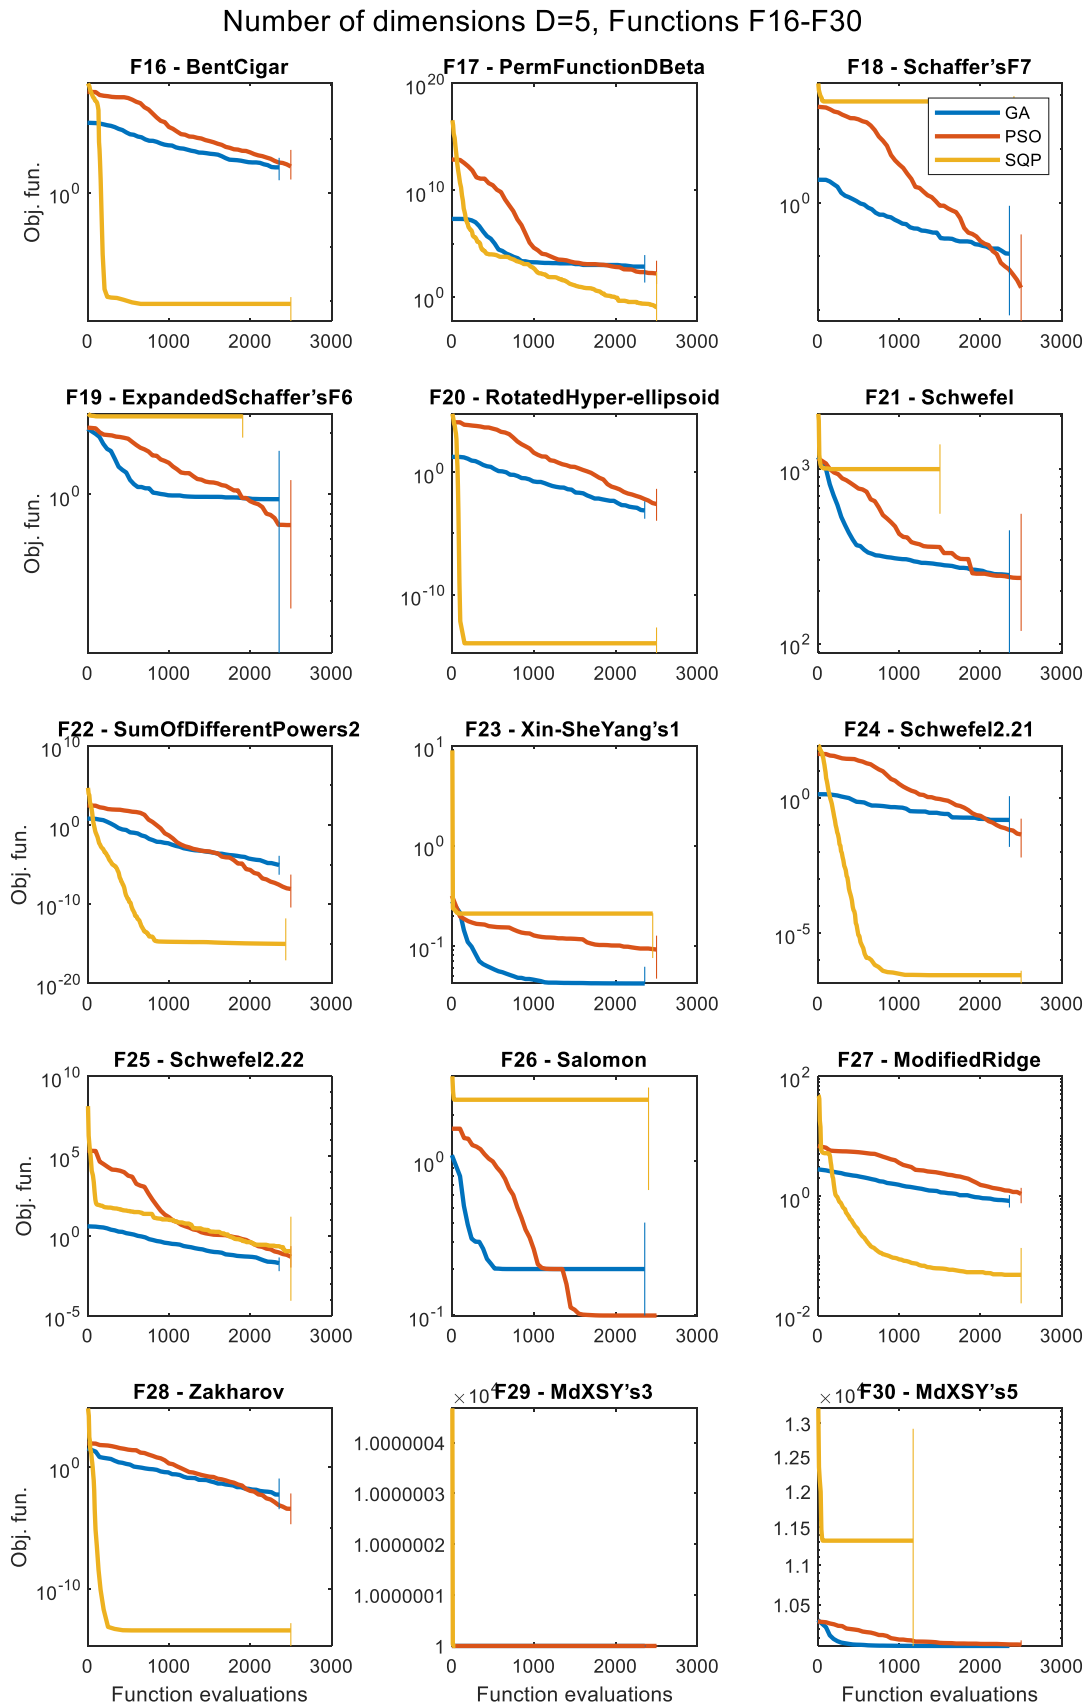 Number of dimensions D=5, Functions F16-F30
F16 - BentCigar
F17 - PermFunctionDBeta
F18 - Schaffer'sF7
Obj. fun.
10^0
0 1000 2000 3000
10^20
10^10
10^0
0 1000 2000 3000
GA
PSO
SQP
10^0
0 1000 2000 3000
F19 - ExpandedSchaffer'sF6
F20 - RotatedHyper-ellipsoid
F21 - Schwefel
Obj. fun.
10^0
0 1000 2000 3000
10^0
10^-10
0 1000 2000 3000
10^3
10^2
0 1000 2000 3000
F22 - SumOfDifferentPowers2
F23 - Xin-SheYang's1
F24 - Schwefel2.21
Obj. fun.
10^10
10^0
10^-10
10^-20
0 1000 2000 3000
10^1
10^0
10^-1
0 1000 2000 3000
10^0
10^-5
0 1000 2000 3000
F25 - Schwefel2.22
F26 - Salomon
F27 - ModifiedRidge
Obj. fun.
10^10
10^5
10^0
10^-5
0 1000 2000 3000
10^0
10^-1
0 1000 2000 3000
10^2
10^0
10^-2
0 1000 2000 3000
F28 - Zakharov
F29 - MdXSY's3
F30 - MdXSY's5
Obj. fun.
10^0
10^-10
0 1000 2000 3000
Function evaluations
×10^4
1.0000004
1.0000003
1.0000002
1.0000001
1
0 1000 2000 3000
Function evaluations
×10^4
1.3
1.25
1.2
1.15
1.1
1.05
0 1000 2000 3000
Function evaluations